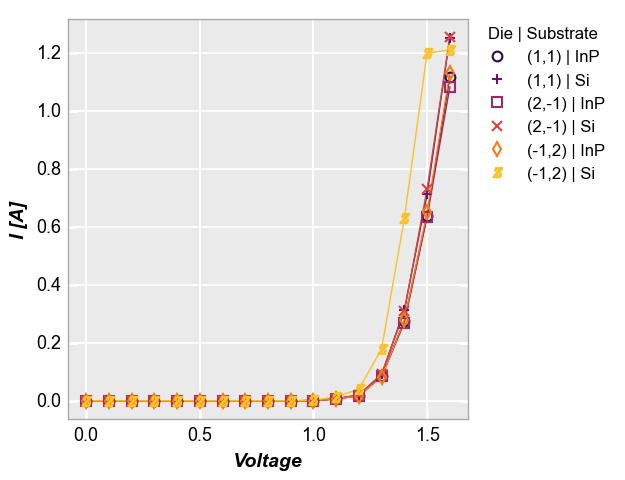 Die | Substrate
(1,1) | InP
(1,1) | Si
(2,-1) | InP
(2,-1) | Si
(-1,2) | InP
(-1,2) | Si
I [A]
1.2
1.0
0.8
0.6
0.4
0.2
0.0
0.0 0.5 1.0 1.5
Voltage